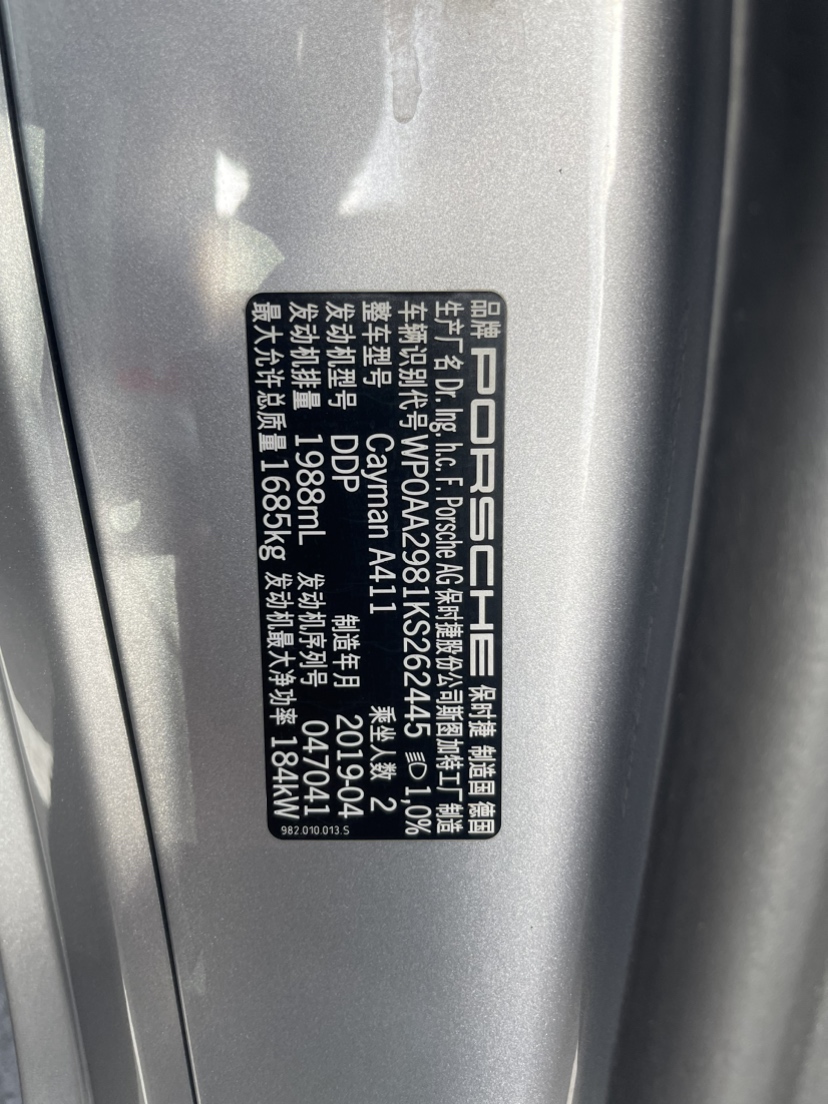 品牌 PORSCHE 保时捷 制造国 德国
生产厂名 Dr. Ing. h.c. F. Porsche AG 保时捷股份公司斯图加特工厂制造
车辆识别代号 WP0AA2981KS262445 1,0%
整车型号 Cayman A411 乘坐人数 2
发动机型号 DDP 制造年月 2019-04
发动机排量 1988mL 发动机序列号 047041
最大允许总质量 1685kg 发动机最大净功率 184kW
982.010.013.S